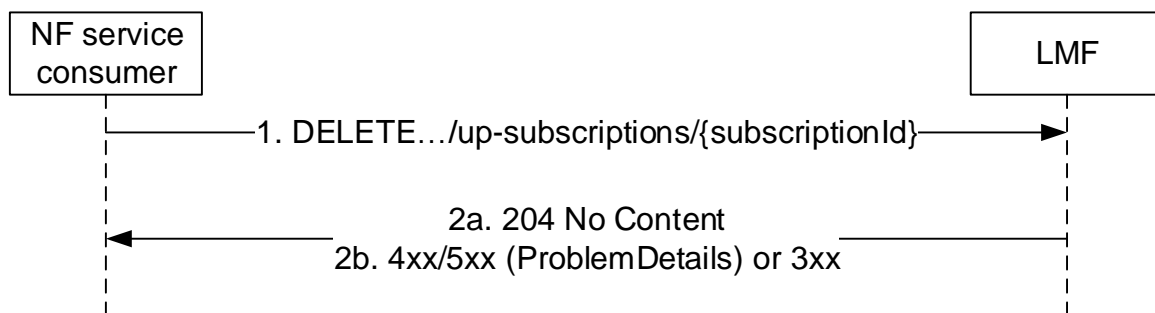 NF service
consumer
LMF
1. DELETE…/up-subscriptions/{subscriptionId}
2a. 204 No Content
2b. 4xx/5xx (ProblemDetails) or 3xx